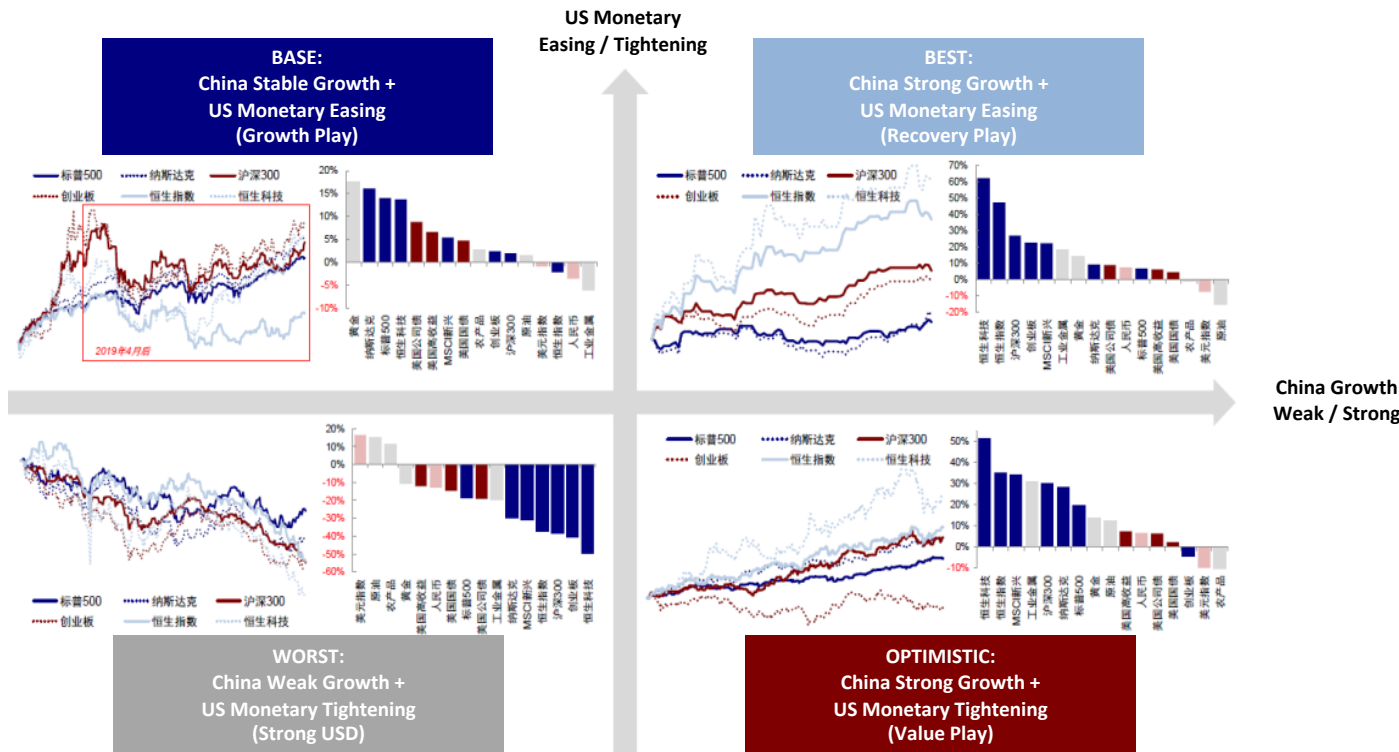 US Monetary
Easing / Tightening
BASE:
China Stable Growth +
US Monetary Easing
(Growth Play)
BEST:
China Strong Growth +
US Monetary Easing
(Recovery Play)
标普500 纳斯达克 沪深300
创业板 恒生指数 恒生科技
2019年4月后
20%
15%
10%
5%
0%
-10%
黄金
纳斯达克
标普500
恒生科技
美国公司债
美国高收益
MSCI新兴
美国国债
农产品
创业板
沪深300
原油
美元指数
恒生指数
人民币
工业金属
标普500 纳斯达克 沪深300
创业板 恒生指数 恒生科技
70%
60%
50%
40%
30%
20%
10%
0%
-10%
-20%
恒生科技
恒生指数
沪深300
创业板
MSCI新兴
工业金属
黄金
纳斯达克
美国公司债
人民币
标普500
美国高收益
美国国债
农产品
美元指数
原油
China Growth
Weak / Strong
20%
10%
0%
-10%
-20%
-30%
-40%
-50%
-60%
美元指数
原油
农产品
黄金
美国高收益
人民币
美国国债
标普500
美国公司债
工业金属
纳斯达克
MSCI新兴
恒生指数
沪深300
创业板
恒生科技
标普500 纳斯达克 沪深300
创业板 恒生指数 恒生科技
标普500 纳斯达克 沪深300
创业板 恒生指数 恒生科技
50%
40%
30%
20%
10%
0%
-10%
恒生科技
恒生指数
MSCI新兴
工业金属
沪深300
纳斯达克
标普500
黄金
原油
美国高收益
人民币
美国公司债
美国国债
创业板
美元指数
农产品
WORST:
China Weak Growth +
US Monetary Tightening
(Strong USD)
OPTIMISTIC:
China Strong Growth +
US Monetary Tightening
(Value Play)